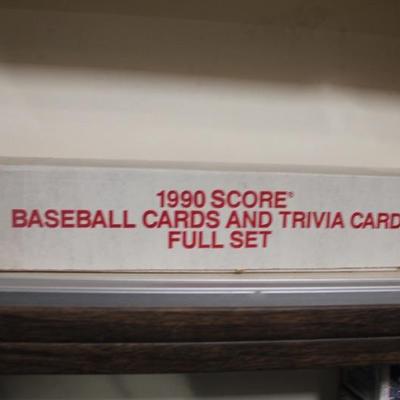 1990 SCORE®
BASEBALL CARDS AND TRIVIA CARD
FULL SET